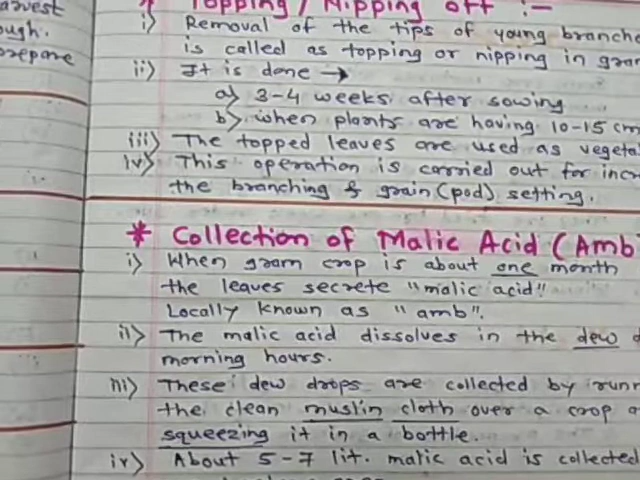 arvest
ough.
prepare
* Topping / Nipping off :-
i) Removal of the tips of young branche
is called as topping or nipping in gram
ii) It is done →
a) 3-4 weeks after sowing
b) when plants are having 10-15 cm
iii) The topped leaves are used as vegeta
iv) This operation is carried out for incr
the branching & grain (pod) setting.
* Collection of Malic Acid (Amb
i) When gram crop is about one month
the leaves secrete "malic acid"
Locally known as "amb".
ii) The malic acid dissolves in the dew d
morning hours.
iii) These dew drops are collected by runn
the clean muslin cloth over a crop a
squeezing it in a bottle.
iv) About 5-7 lit. malic acid is collected